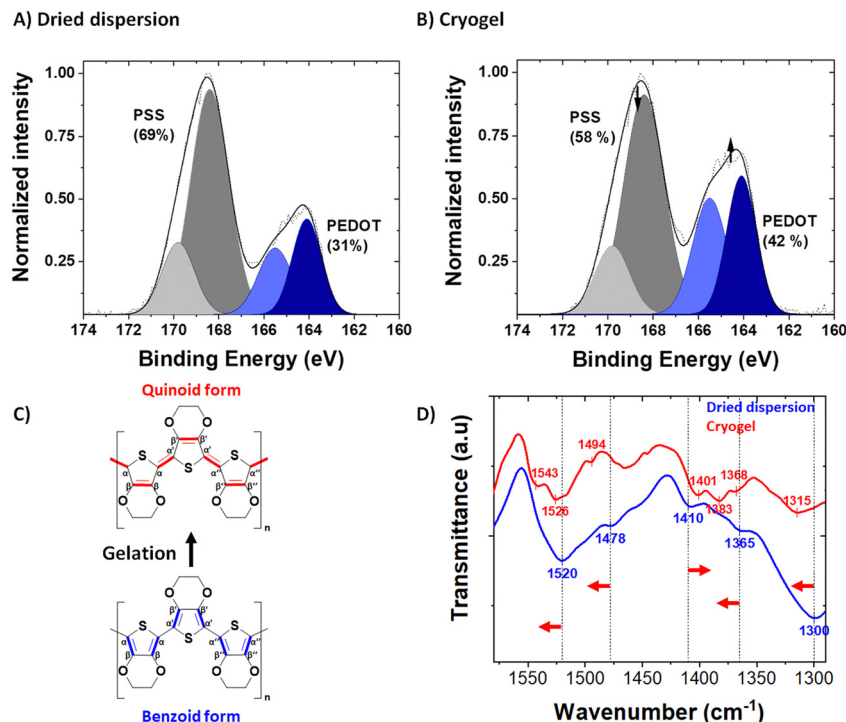 A) Dried dispersion
B) Cryogel
Normalized intensity
1.00
0.75
0.50
0.25
PSS
(69%)
PEDOT
(31%)
174 172 170 168 166 164 162 160
Binding Energy (eV)
Normalized intensity
1.00
0.75
0.50
0.25
PSS
(58 %)
PEDOT
(42 %)
174 172 170 168 166 164 162 160
Binding Energy (eV)
C)
Quinoid form
O O
β' β'
α' α'
S S S
α α α'' α''
β β β'' β''
O O O O
n
Gelation
O O
β' β'
S S
α' α'
α α S α'' α''
β β β'' β''
O O O O
n
Benzoid form
D)
Transmittance (a.u)
Dried dispersion
Cryogel
1543
1526
1494
1401
1383
1368
1315
1520
1478
1410
1365
1300
1550 1500 1450 1400 1350 1300
Wavenumber (cm-1)